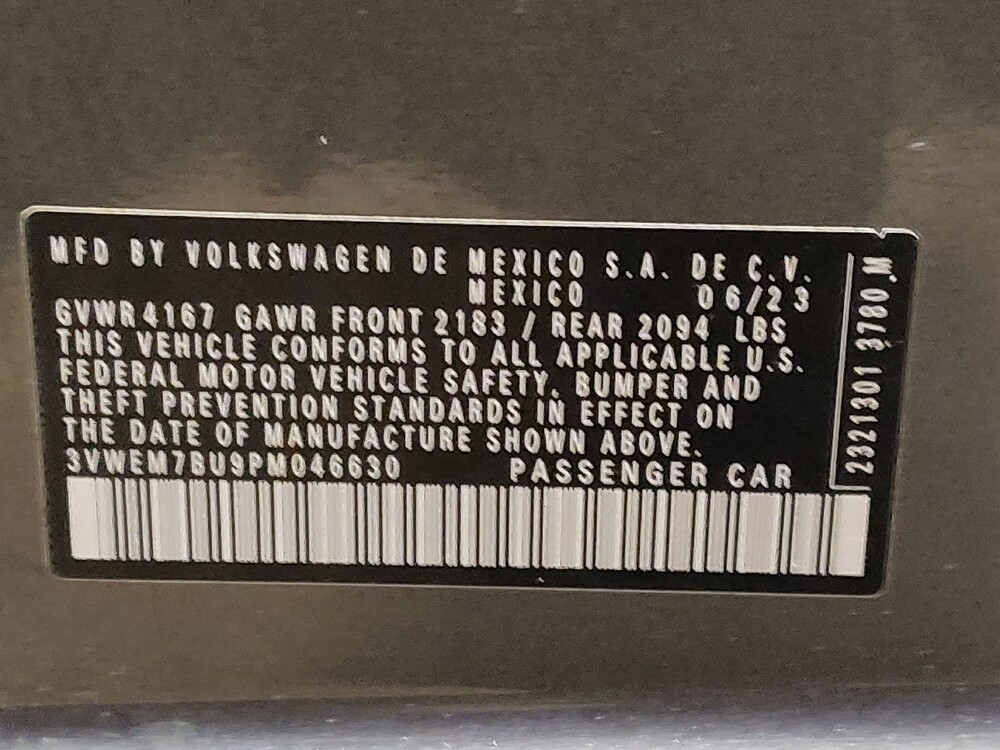 MFD BY VOLKSWAGEN DE MEXICO S.A. DE C.V.
MEXICO 06/23
GVWR 4167 GAWR FRONT 2183 / REAR 2094 LBS
THIS VEHICLE CONFORMS TO ALL APPLICABLE U.S.
FEDERAL MOTOR VEHICLE SAFETY, BUMPER AND
THEFT PREVENTION STANDARDS IN EFFECT ON
THE DATE OF MANUFACTURE SHOWN ABOVE.
3VWEM7BU9PM046630 PASSENGER CAR
2321301 3780 .M